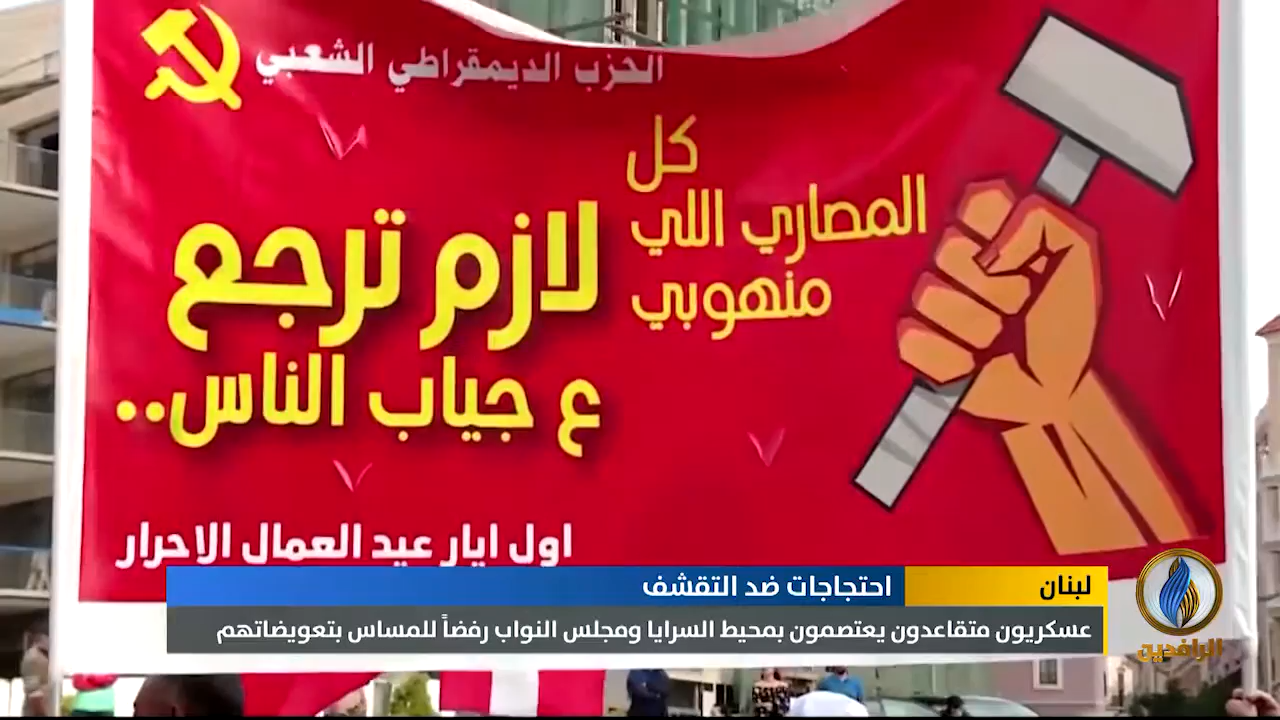 الحزب الديمقراطي الشعبي
كل
المصاري اللي
منهوبي
لازم ترجع
ع جياب الناس..
اول ايار عيد العمال الاحرار
لبنان
احتجاجات ضد التقشف
عسكريون متقاعدون يعتصمون بمحيط السرايا ومجلس النواب رفضاً للمساس بتعويضاتهم
الرافدين